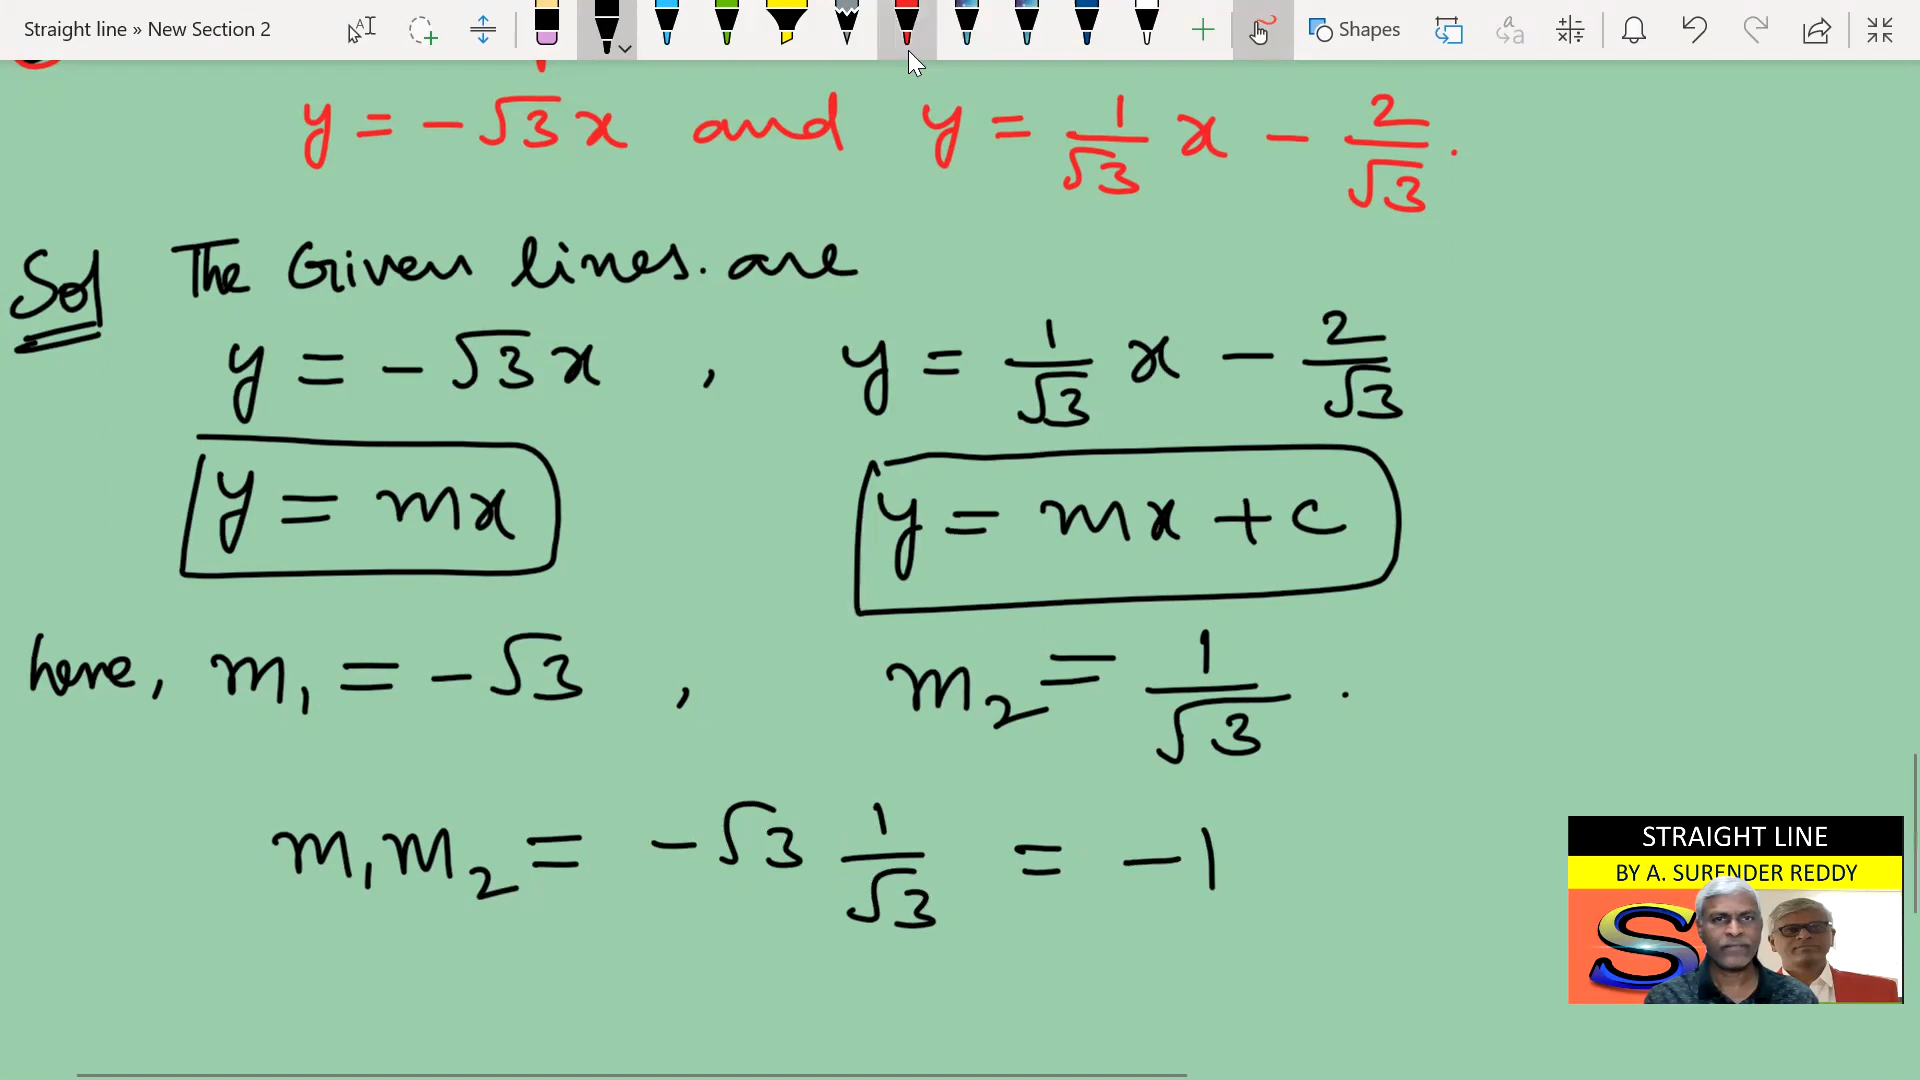 Straight line » New Section 2
Shapes
y = -√3x and y = 1/√3 x - 2/√3.
Sol The Given lines. are
y = -√3x , y = 1/√3 x - 2/√3
y = mx y = mx + c
here, m₁ = -√3 , m₂ = 1/√3 .
m₁m₂ = -√3 1/√3 = -1
STRAIGHT LINE
BY A. SURENDER REDDY
S